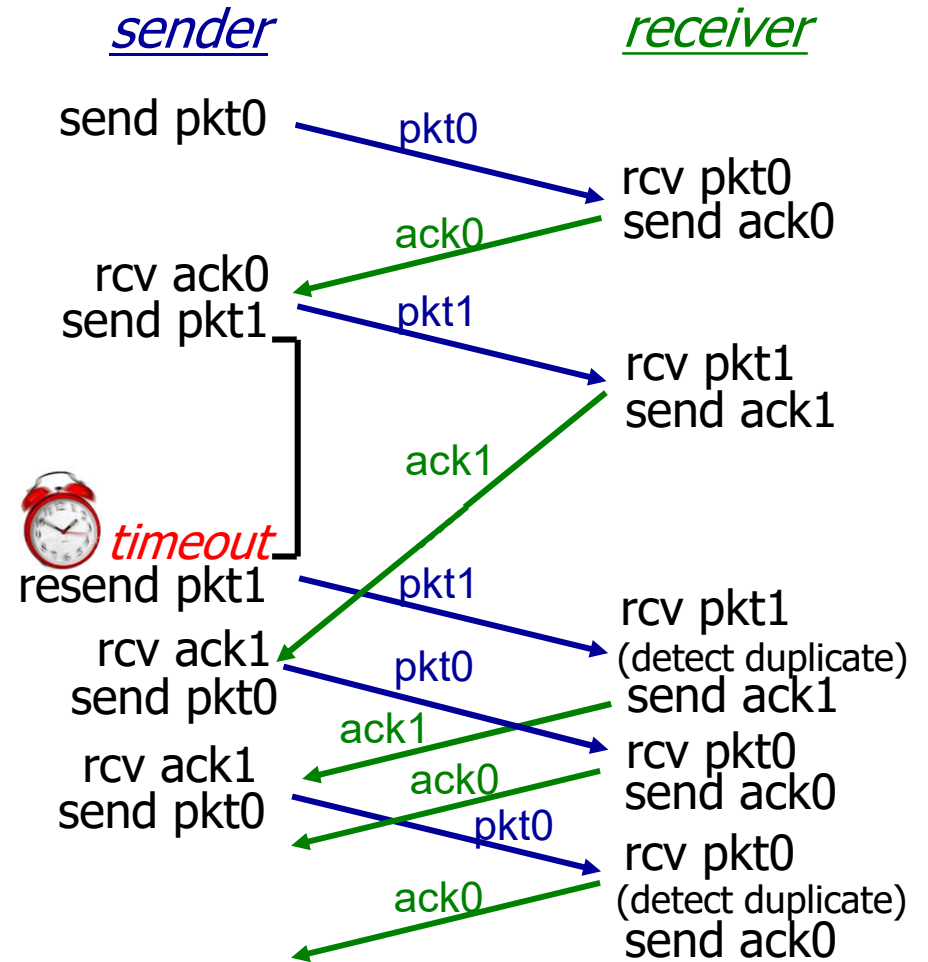 sender
receiver
send pkt0
pkt0
rcv pkt0
send ack0
ack0
rcv ack0
send pkt1
pkt1
rcv pkt1
send ack1
ack1
timeout
resend pkt1
pkt1
rcv pkt1
(detect duplicate)
send ack1
rcv ack1
send pkt0
pkt0
ack1
rcv pkt0
send ack0
rcv ack1
send pkt0
ack0
pkt0
rcv pkt0
(detect duplicate)
send ack0
ack0